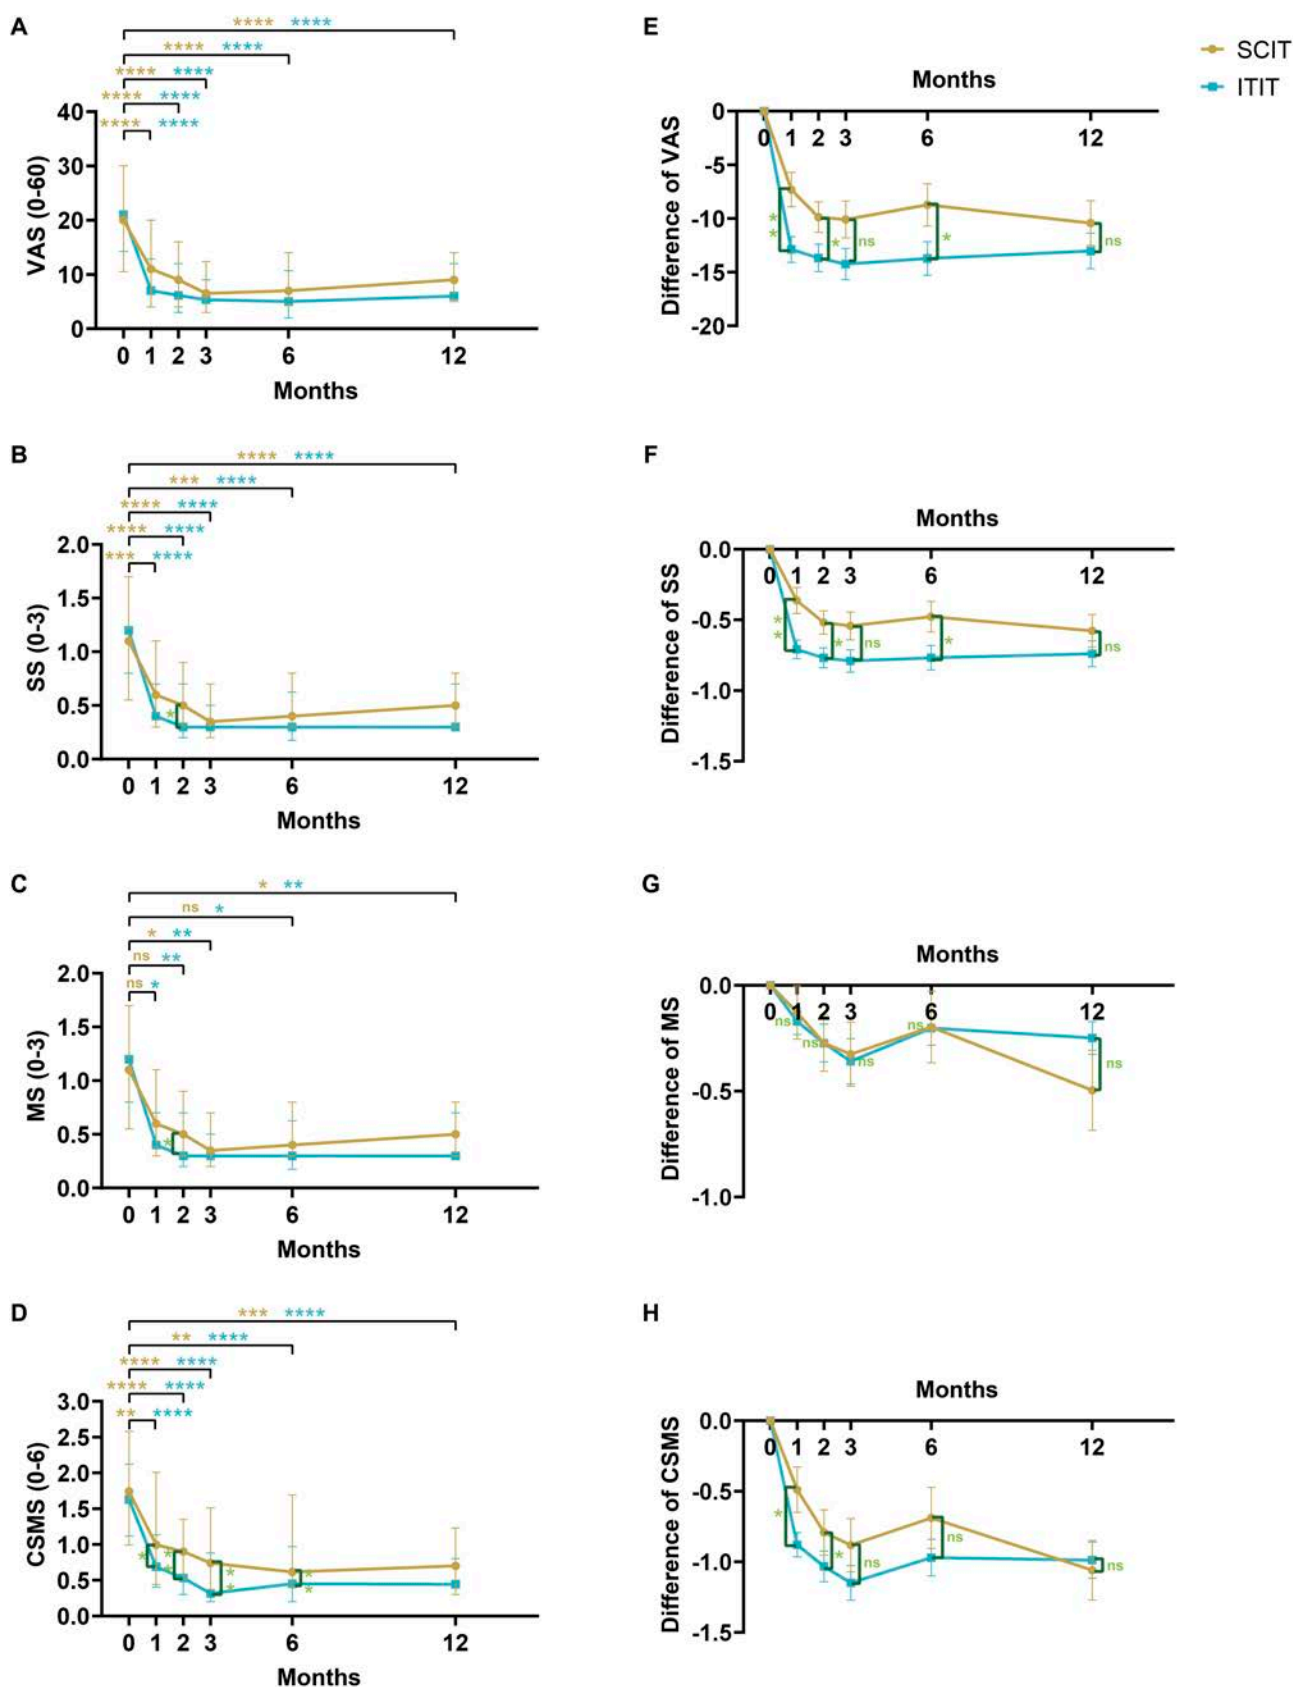 A
**** ****
**** ****
**** ****
**** ****
**** ****
40
30
20
10
0
VAS (0-60)
0 1 2 3 6 12
Months
E
SCIT
ITIT
Months
0
-5
-10
-15
-20
Difference of VAS
0 1 2 3 6 12
** * ns * ns
B
**** ****
*** ****
**** ****
**** ****
*** ****
2.0
1.5
1.0
0.5
0.0
SS (0-3)
*
0 1 2 3 6 12
Months
F
Months
0.0
-0.5
-1.0
-1.5
Difference of SS
0 1 2 3 6 12
** * ns * ns
C
* **
ns *
* **
ns **
ns *
2.0
1.5
1.0
0.5
0.0
MS (0-3)
*
0 1 2 3 6 12
Months
G
Months
0.0
-0.5
-1.0
Difference of MS
0 1 2 3 6 12
ns ns ns ns ns
D
*** ****
** ****
**** ****
**** ****
** ****
3.0
2.5
2.0
1.5
1.0
0.5
0.0
CSMS (0-6)
* ** ** **
0 1 2 3 6 12
Months
H
Months
0.0
-0.5
-1.0
-1.5
Difference of CSMS
0 1 2 3 6 12
* * ns ns ns